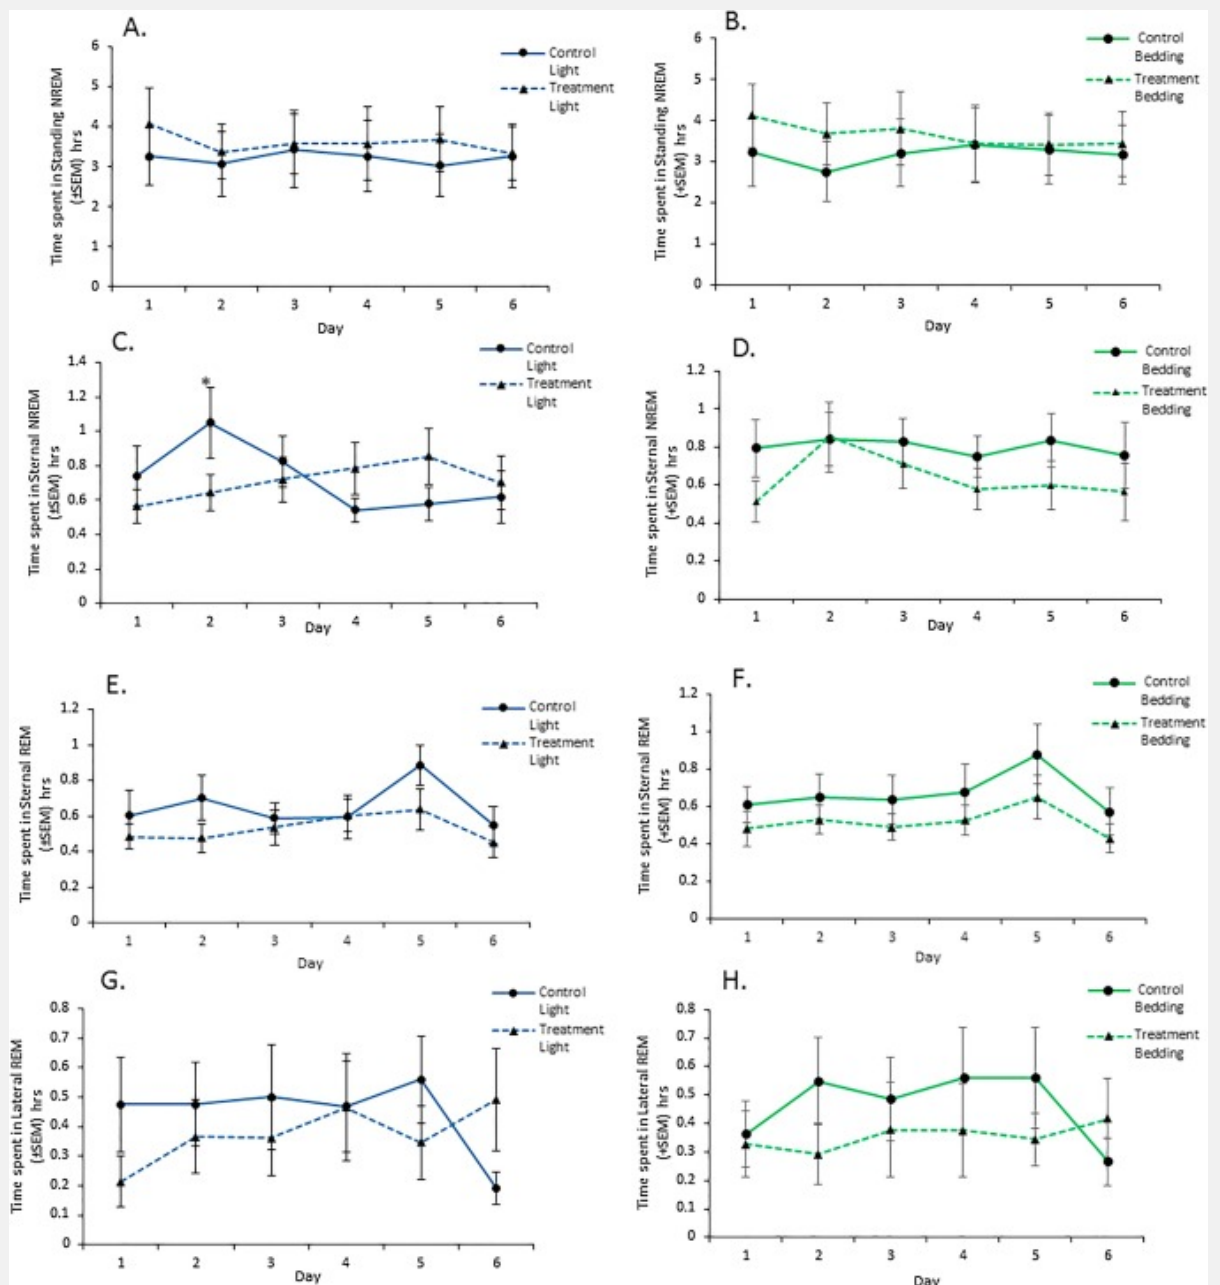 A.
Control
Light
Treatment
Light
Time spent in Standing NREM
(±SEM) hrs
6
5
4
3
2
1
0
1 2 3 4 5 6
Day
B.
Control
Bedding
Treatment
Bedding
Time spent in Standing NREM
(+SEM) hrs
6
5
4
3
2
1
0
1 2 3 4 5 6
Day
C.
Control
Light
Treatment
Light
Time spent in Sternal NREM
(±SEM) hrs
1.4
1.2
1
0.8
0.6
0.4
0.2
0
*
1 2 3 4 5 6
Day
D.
Control
Bedding
Treatment
Bedding
Time spent in Sternal NREM
(+SEM) hrs
1.2
1
0.8
0.6
0.4
0.2
0
1 2 3 4 5 6
Day
E.
Control
Light
Treatment
Light
Time spent in Sternal REM
(±SEM) hrs
1.2
1
0.8
0.6
0.4
0.2
0
1 2 3 4 5 6
Day
F.
Control
Bedding
Treatment
Bedding
Time spent in Sternal REM
(+SEM) hrs
1.2
1
0.8
0.6
0.4
0.2
0
1 2 3 4 5 6
Day
G.
Control
Light
Treatment
Light
Time spent in Lateral REM
(±SEM) hrs
0.8
0.7
0.6
0.5
0.4
0.3
0.2
0.1
0
1 2 3 4 5 6
Day
H.
Control
Bedding
Treatment
Bedding
Time spent in Lateral REM
(+SEM) hrs
0.8
0.7
0.6
0.5
0.4
0.3
0.2
0.1
0
1 2 3 4 5 6
Day